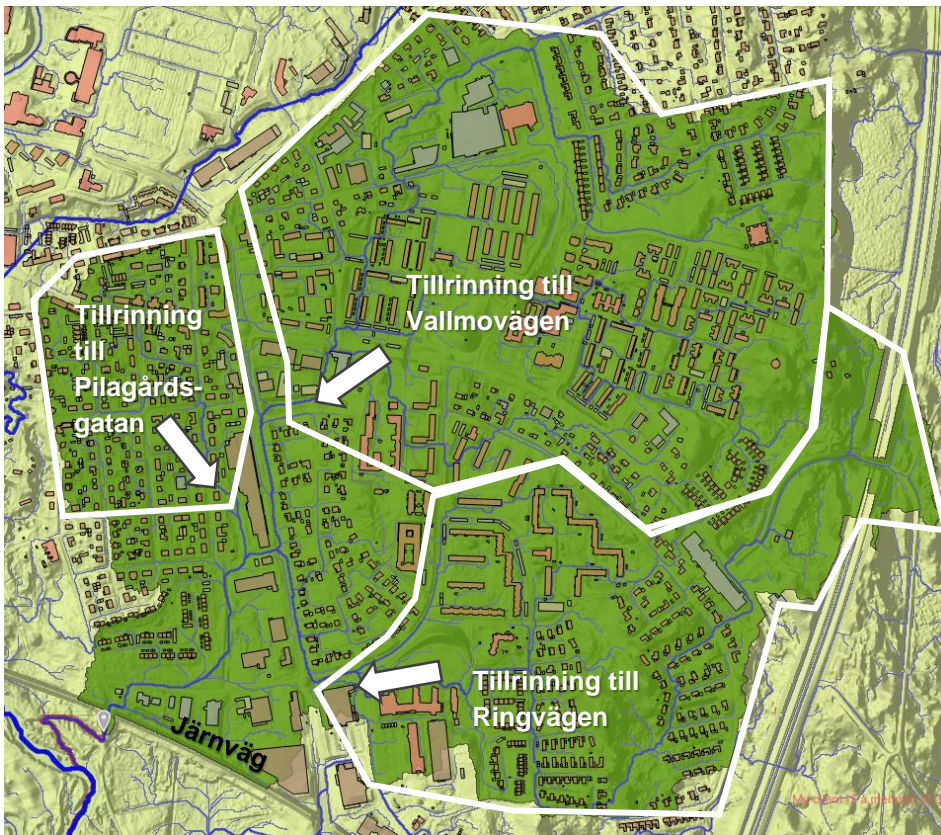 Tillrinning till
Vallmovägen
Tillrinning
till
Pilagårds-
gatan
Tillrinning till
Ringvägen
Järnväg